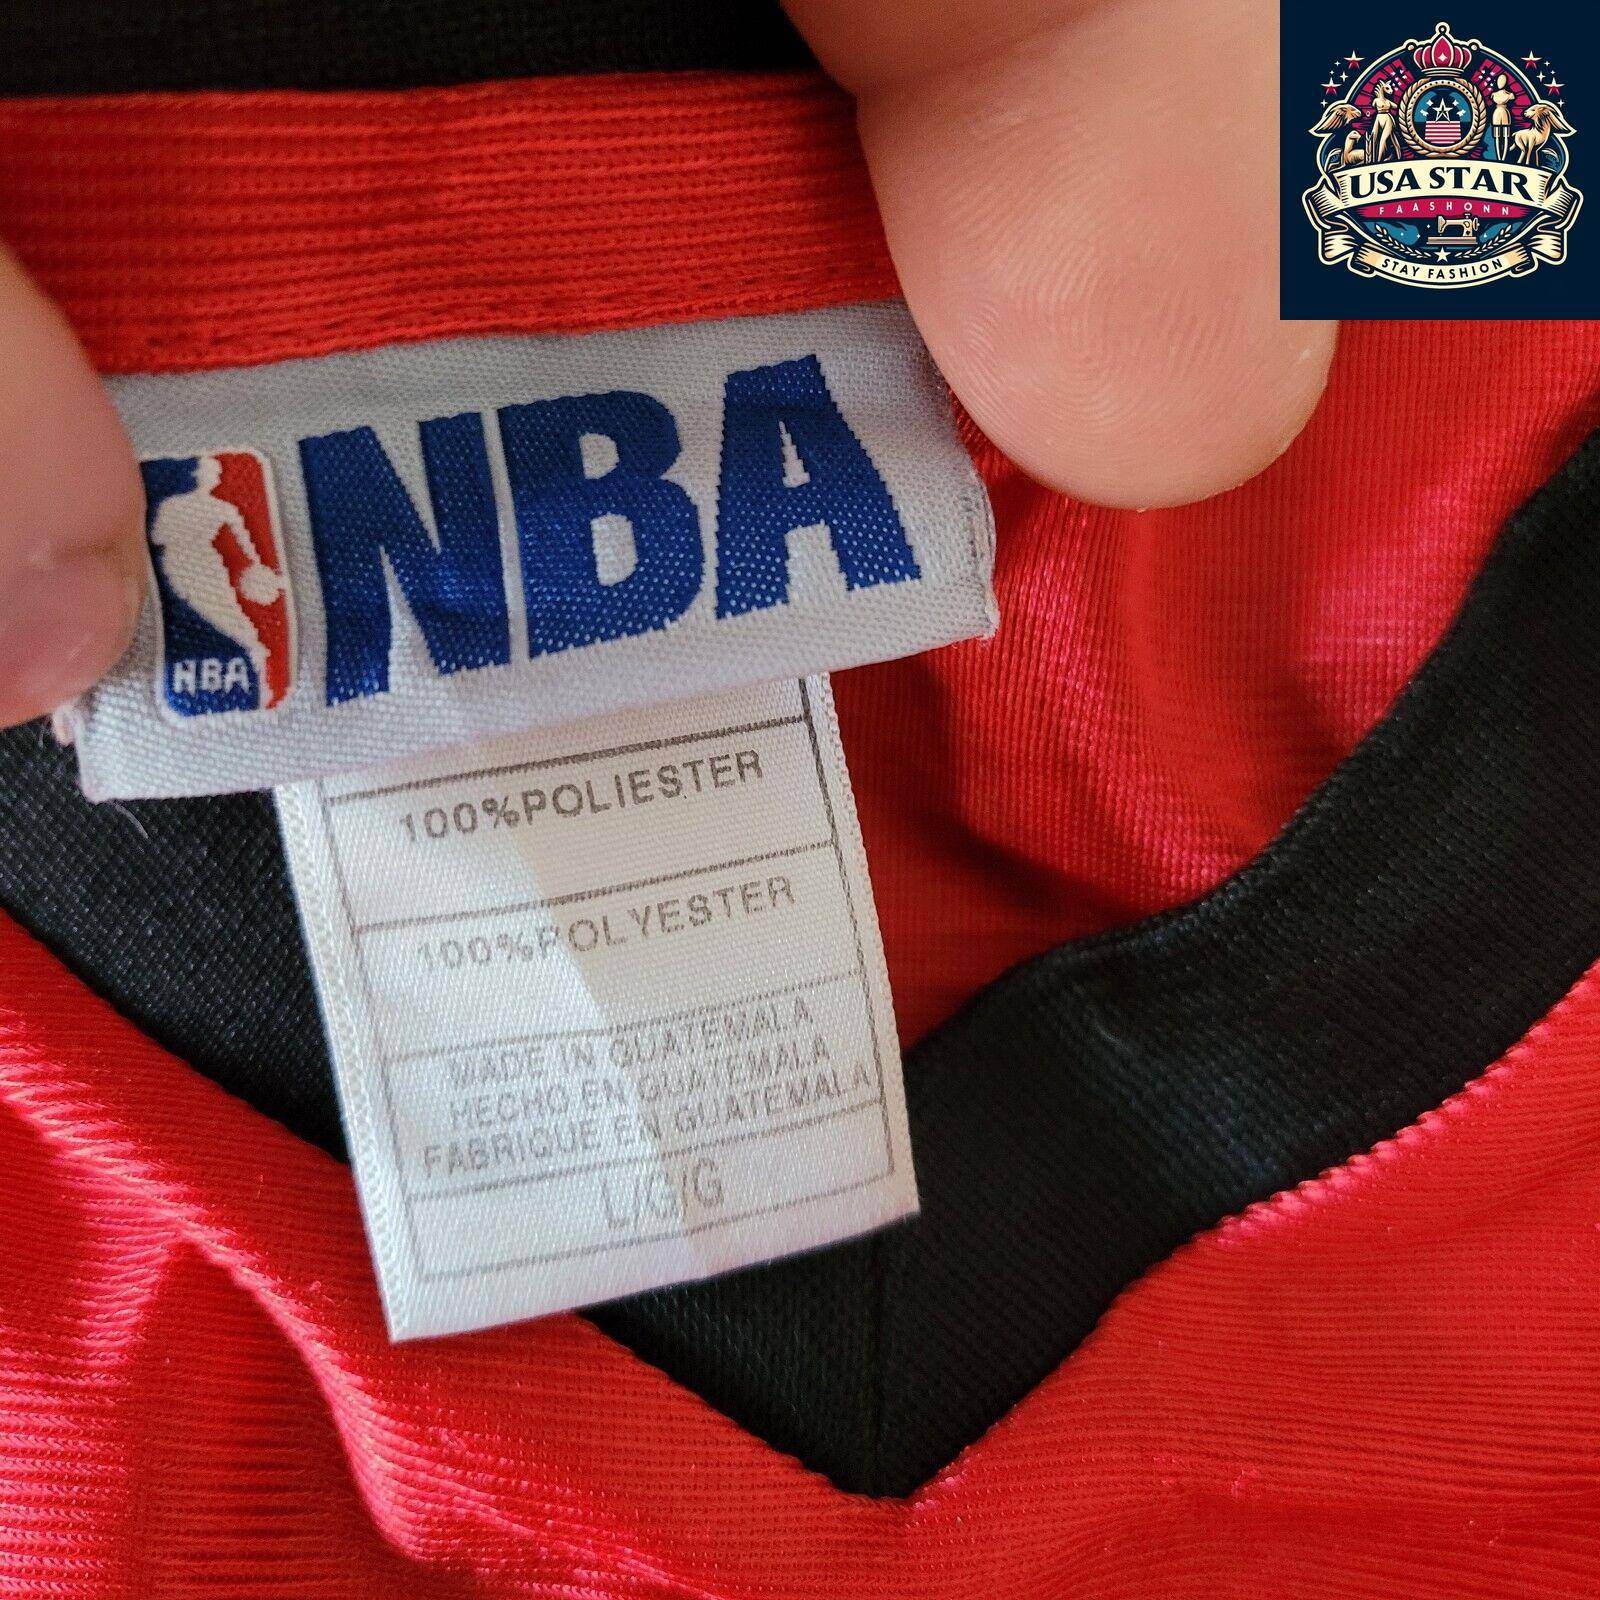 USA STAR
FAASHONN
STAY FASHION
NBA
NBA
100%POLIESTER
100%POLYESTER
MADE IN GUATEMALA
HECHO EN GUATEMALA
FABRIQUE EN GUATEMALA
L/G/G